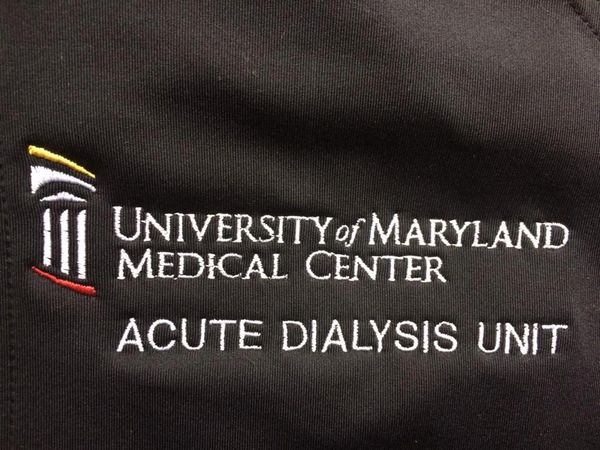 UNIVERSITY of MARYLAND
MEDICAL CENTER
ACUTE DIALYSIS UNIT